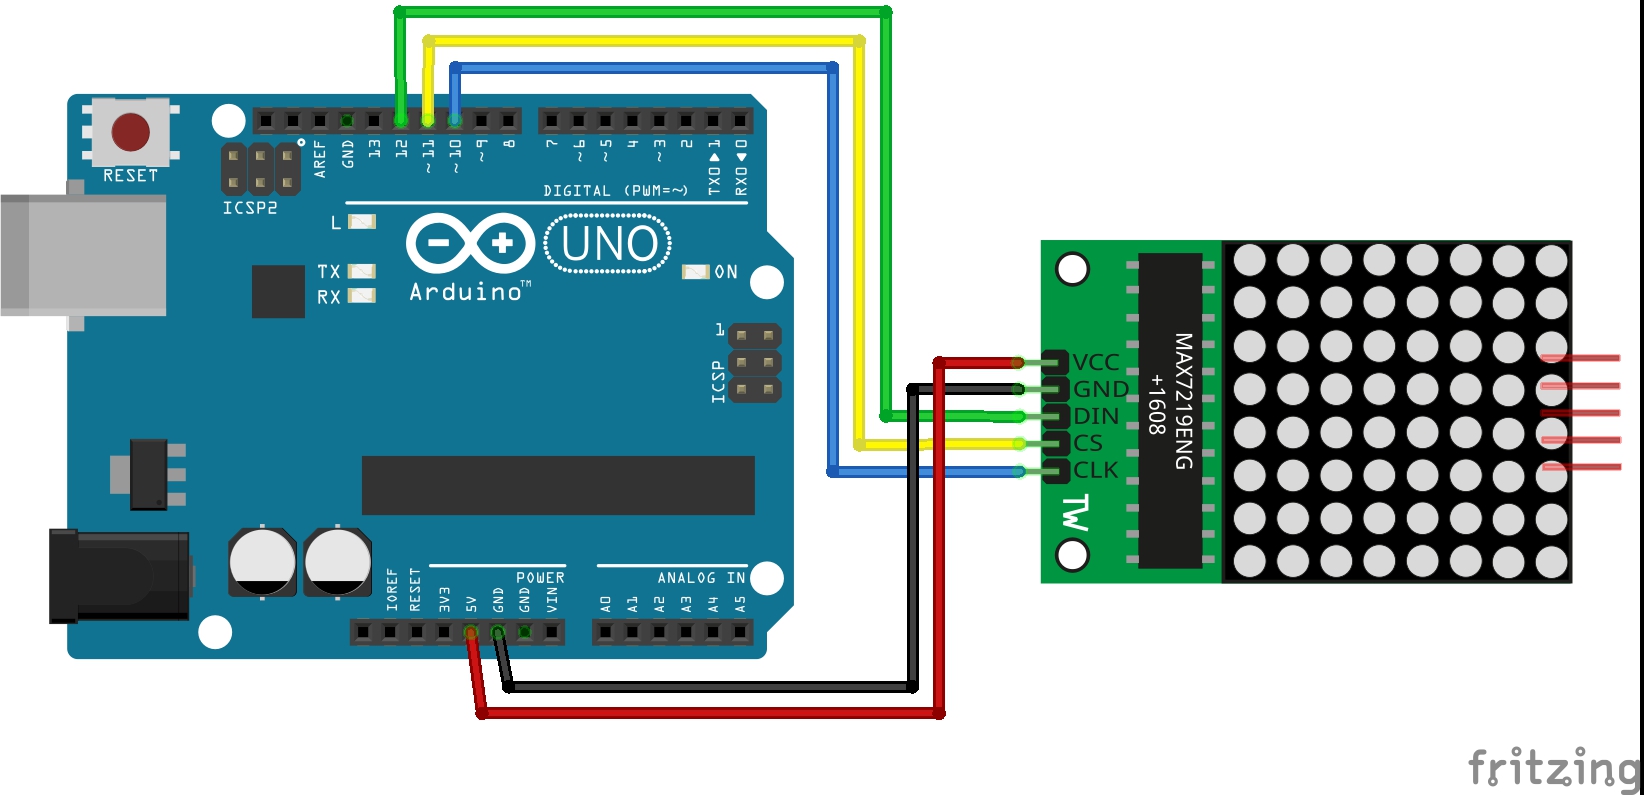 RESET
ICSP2
AREF
GND
13
12
~11
~10
~9
8
7
~6
~5
4
~3
2
TX0▶1
RX0◀0
DIGITAL (PWM=~)
L
TX
RX
UNO
Arduino™
ON
1
ICSP
IOREF
RESET
3V3
5V
GND
GND
VIN
POWER
ANALOG IN
A0
A1
A2
A3
A4
A5
VCC
GND
DIN
CS
CLK
TW
MAX7219ENG
+1608
fritzing